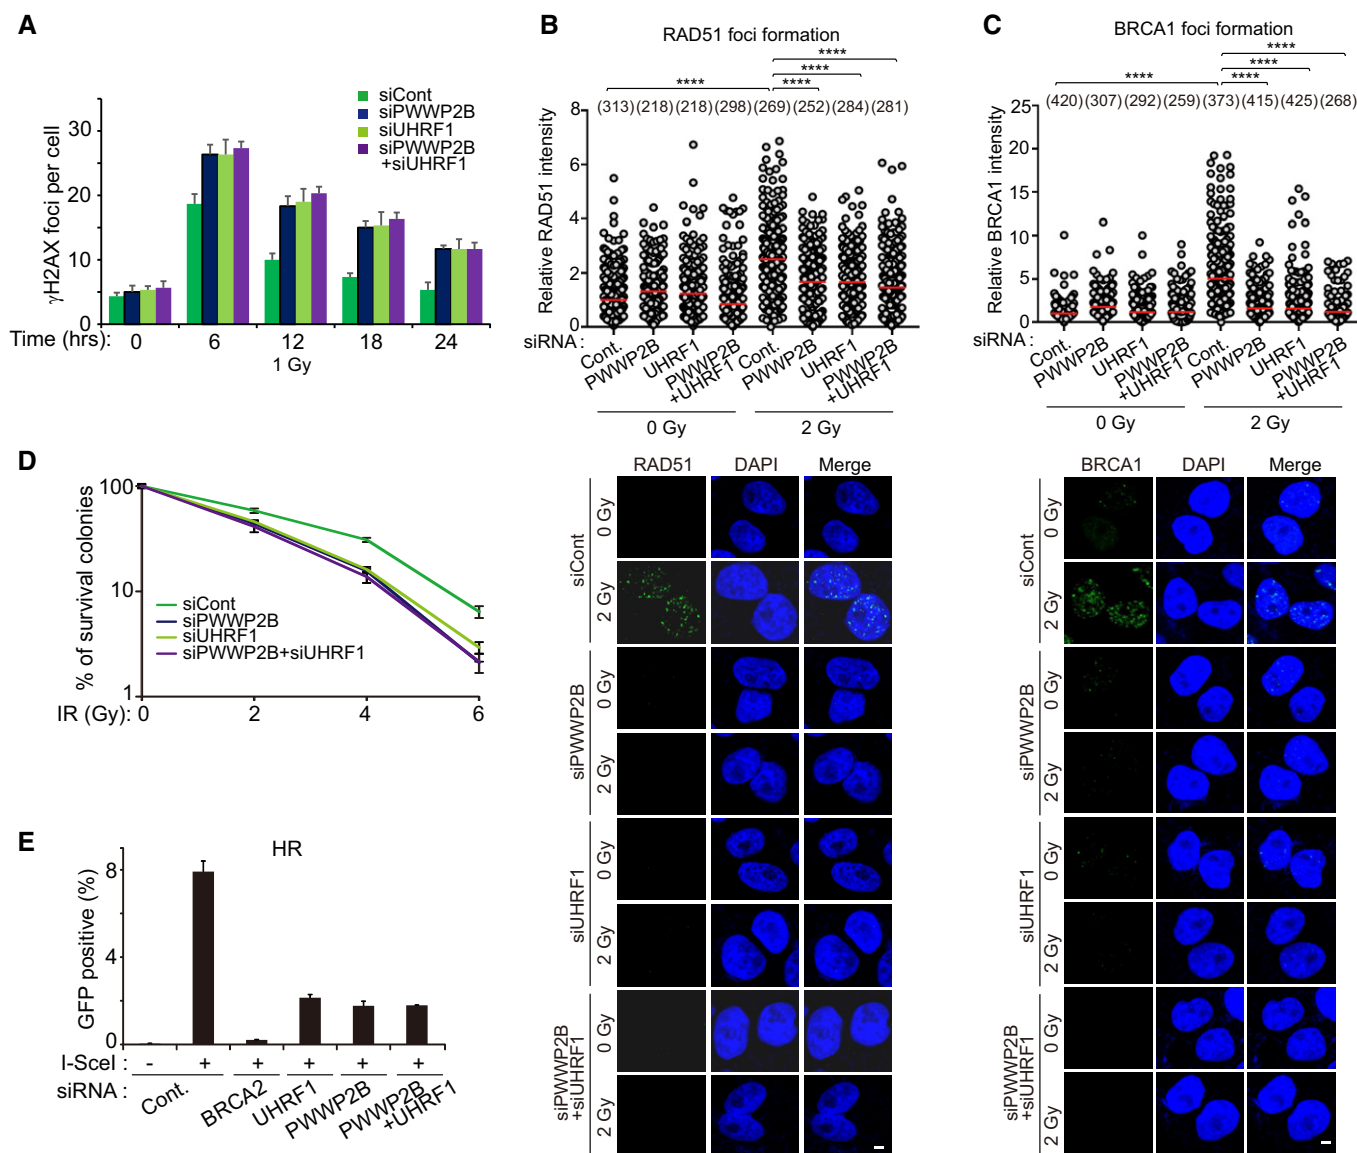 A
γH2AX foci per cell
30
20
10
0
siCont
siPWWP2B
siUHRF1
siPWWP2B
+siUHRF1
Time (hrs): 0 6 12 18 24
1 Gy
B
RAD51 foci formation
****
****
**** ****
(313) (218) (218) (298) (269) (252) (284) (281)
Relative RAD51 intensity
8
6
4
2
0
siRNA : Cont. PWWP2B UHRF1 PWWP2B +UHRF1 Cont. PWWP2B UHRF1 PWWP2B +UHRF1
0 Gy 2 Gy
RAD51 DAPI Merge
siCont 0 Gy
2 Gy
siPWWP2B 0 Gy
2 Gy
siUHRF1 0 Gy
2 Gy
siPWWP2B +siUHRF1 0 Gy
2 Gy
C
BRCA1 foci formation
****
****
**** ****
(420) (307) (292) (259) (373) (415) (425) (268)
Relative BRCA1 intensity
25
20
15
10
5
0
siRNA : Cont. PWWP2B UHRF1 PWWP2B +UHRF1 Cont. PWWP2B UHRF1 PWWP2B +UHRF1
0 Gy 2 Gy
BRCA1 DAPI Merge
siCont 0 Gy
2 Gy
siPWWP2B 0 Gy
2 Gy
siUHRF1 0 Gy
2 Gy
siPWWP2B +siUHRF1 0 Gy
2 Gy
D
% of survival colonies
100
10
1
siCont
siPWWP2B
siUHRF1
siPWWP2B+siUHRF1
IR (Gy): 0 2 4 6
E
HR
GFP positive (%)
8
4
0
I-SceI : - + + + + +
siRNA : Cont. BRCA2 UHRF1 PWWP2B PWWP2B +UHRF1